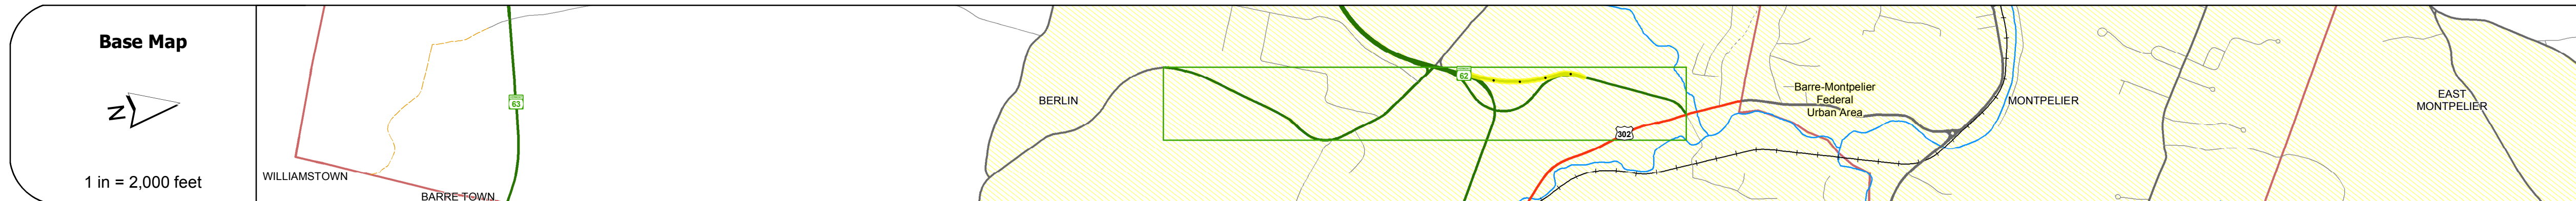 Base Map
N
1 in = 2,000 feet
WILLIAMSTOWN
BARRE TOWN
63
BERLIN
62
302
Barre-Montpelier
Federal
Urban Area
MONTPELIER
EAST
MONTPELIER